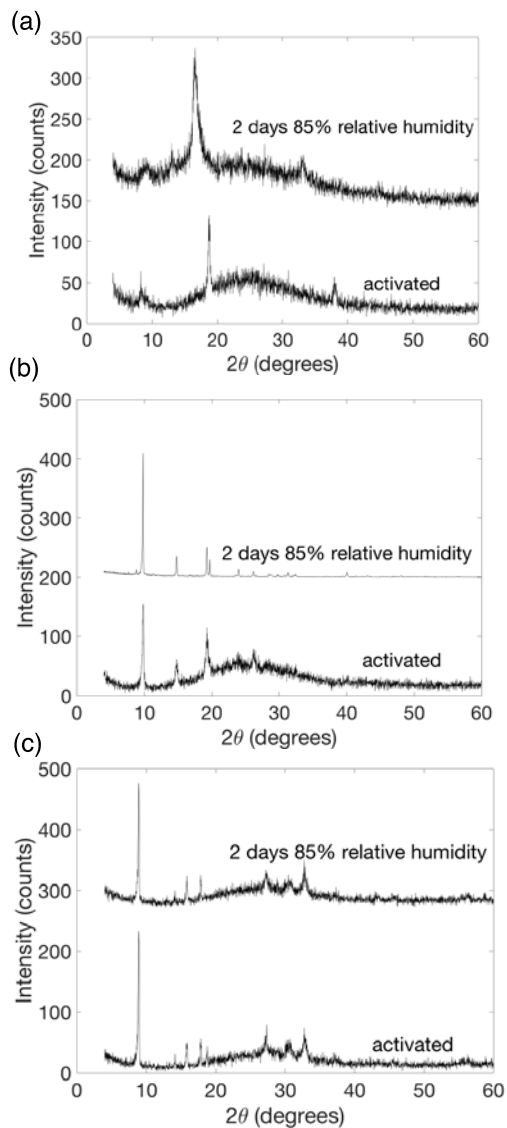 (a)
350
300
250
200
150
100
50
0
Intensity (counts)
2 days 85% relative humidity
activated
0 10 20 30 40 50 60
2θ (degrees)
(b)
500
400
300
200
100
0
Intensity (counts)
2 days 85% relative humidity
activated
0 10 20 30 40 50 60
2θ (degrees)
(c)
500
400
300
200
100
0
Intensity (counts)
2 days 85% relative humidity
activated
0 10 20 30 40 50 60
2θ (degrees)